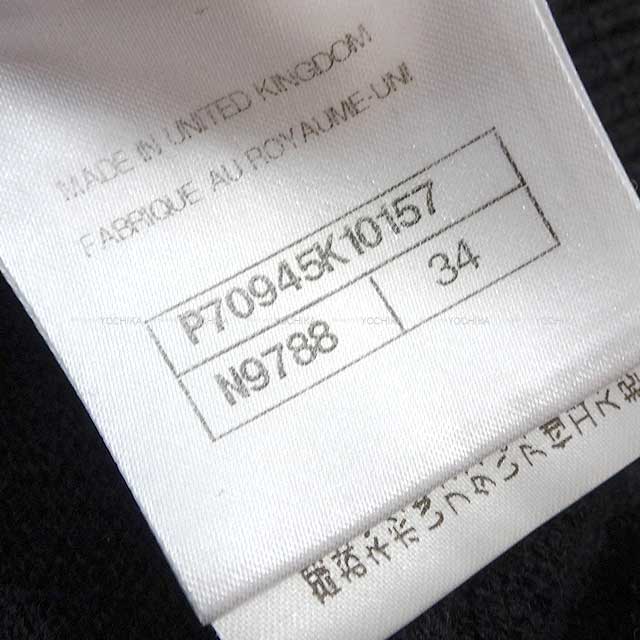 MADE IN UNITED KINGDOM
FABRIQUE AU ROYAUME-UNI
P70945K10157
N9788
34